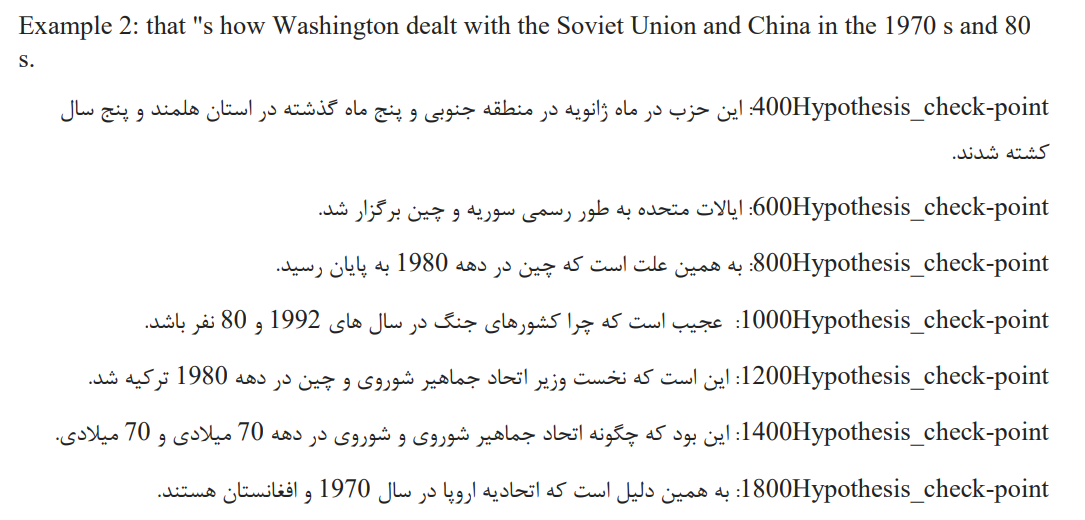 Example 2: that "s how Washington dealt with the Soviet Union and China in the 1970 s and 80
s.
400Hypothesis_check-point: این حزب در ماه ژانویه در منطقه جنوبی و پنج ماه گذشته در استان هلمند و پنج سال
کشته شدند.
600Hypothesis_check-point: ایالات متحده به طور رسمی سوریه و چین برگزار شد.
800Hypothesis_check-point: به همین علت است که چین در دهه 1980 به پایان رسید.
1000Hypothesis_check-point: عجیب است که چرا کشورهای جنگ در سال های 1992 و 80 نفر باشد.
1200Hypothesis_check-point: این است که نخست وزیر اتحاد جماهیر شوروی و چین در دهه 1980 ترکیه شد.
1400Hypothesis_check-point: این بود که چگونه اتحاد جماهیر شوروی و شوروی در دهه 70 میلادی و 70 میلادی.
1800Hypothesis_check-point: به همین دلیل است که اتحادیه اروپا در سال 1970 و افغانستان هستند.